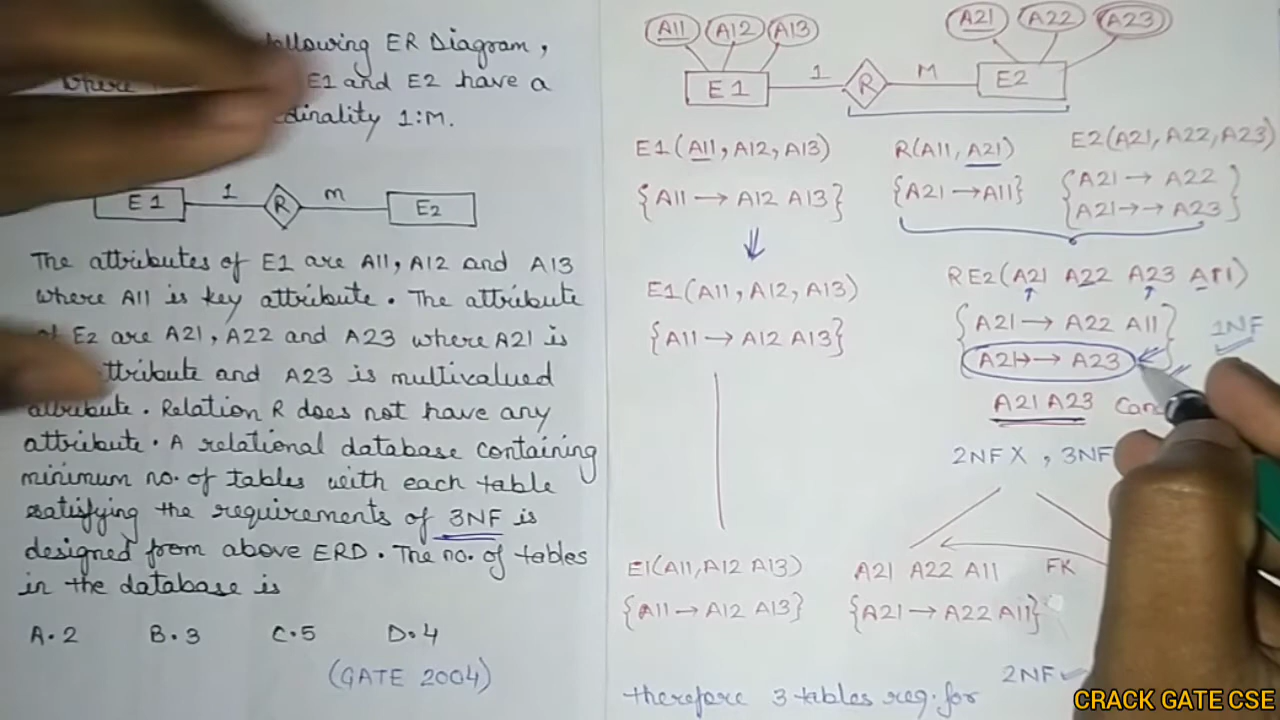 following ER Diagram,
where E1 and E2 have a
1:M.
E1 1 R m E2
The attributes of E1 are A11, A12 and A13
where A11 is key attribute. The attribute
of E2 are A21, A22 and A23 where A21 is
attribute and A23 is multivalued
attribute. Relation R does not have any
attribute. A relational database containing
minimum no. of tables with each table
satisfying the requirements of 3NF is
designed from above ERD. The no. of tables
in the database is
A. 2 B. 3 C. 5 D. 4
(GATE 2004)
A11 A12 A13 A21 A22 A23
E1 1 R M E2
E1(A11, A12, A13) R(A11, A21) E2(A21, A22, A23)
{A11 → A12 A13} {A21 → A11} {A21 → A22
A21 →→ A23}
E1(A11, A12, A13) RE2(A21 A22 A23 A11)
{A11 → A12 A13} {A21 → A22 A11} 1NF
A21 →→ A23
A21 A23
2NF X , 3NF
E1(A11, A12 A13) A21 A22 A11 FK
{A11 → A12 A13} {A21 → A22 A11}
2NF ✓
therefore 3 tables req. for
CRACK GATE CSE